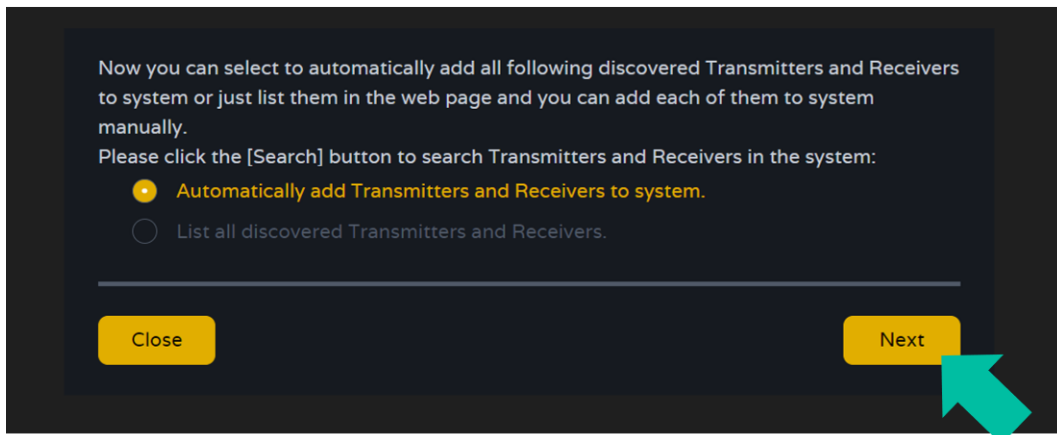 Now you can select to automatically add all following discovered Transmitters and Receivers
to system or just list them in the web page and you can add each of them to system
manually.
Please click the [Search] button to search Transmitters and Receivers in the system:
Automatically add Transmitters and Receivers to system.
List all discovered Transmitters and Receivers.
Close
Next